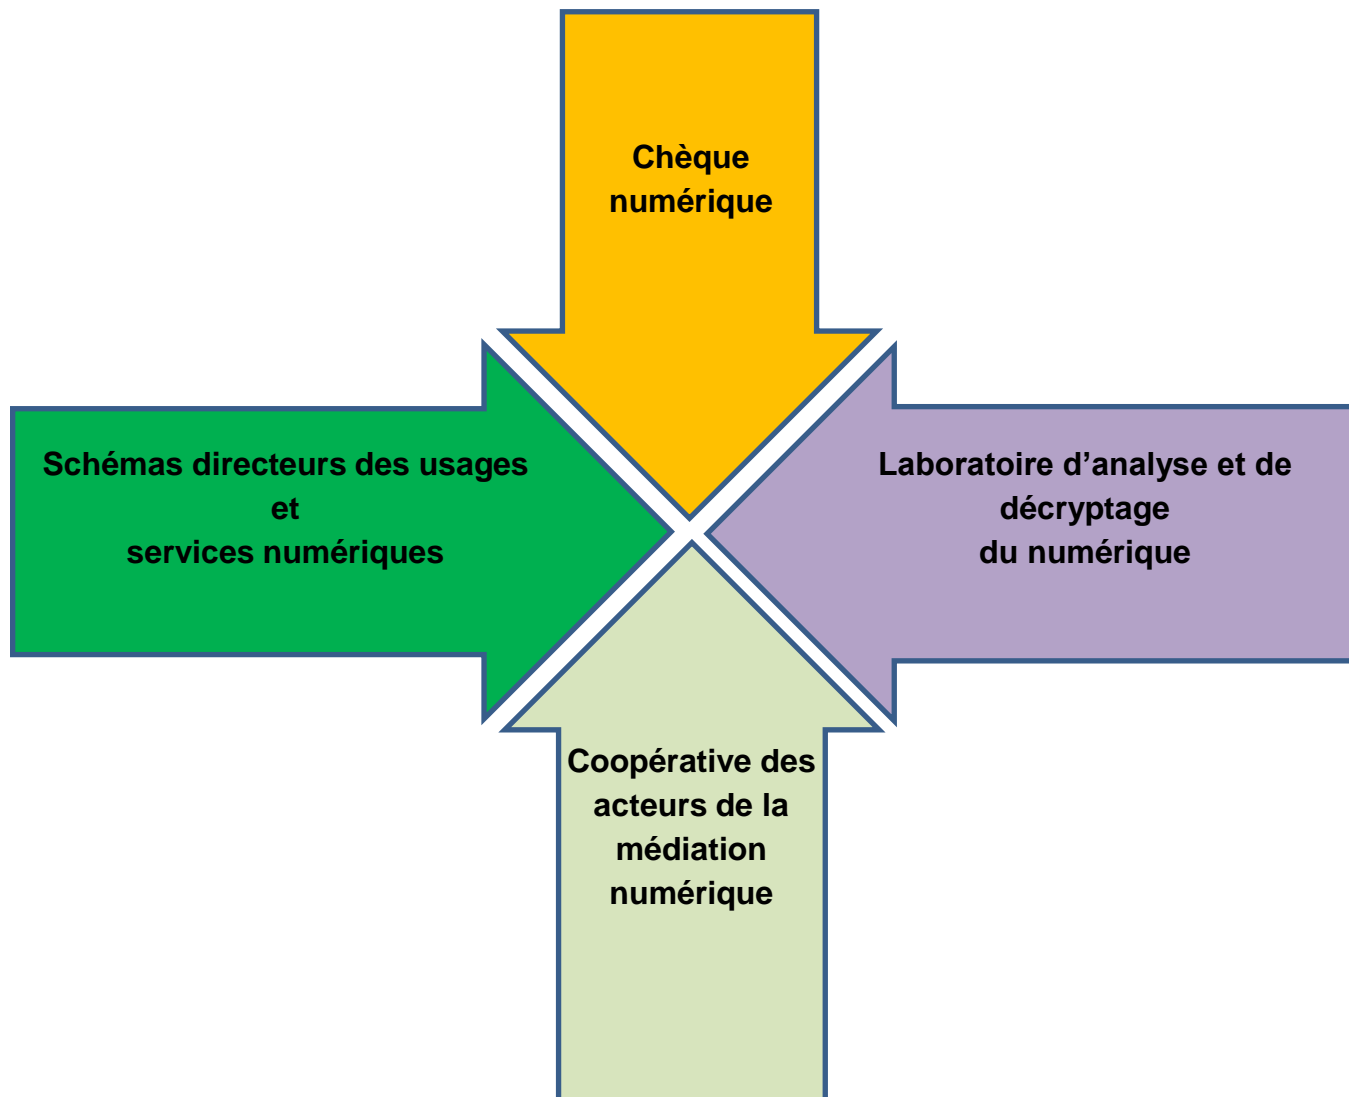 Chèque
numérique
Schémas directeurs des usages
et
services numériques
Laboratoire d’analyse et de
décryptage
du numérique
Coopérative des
acteurs de la
médiation
numérique